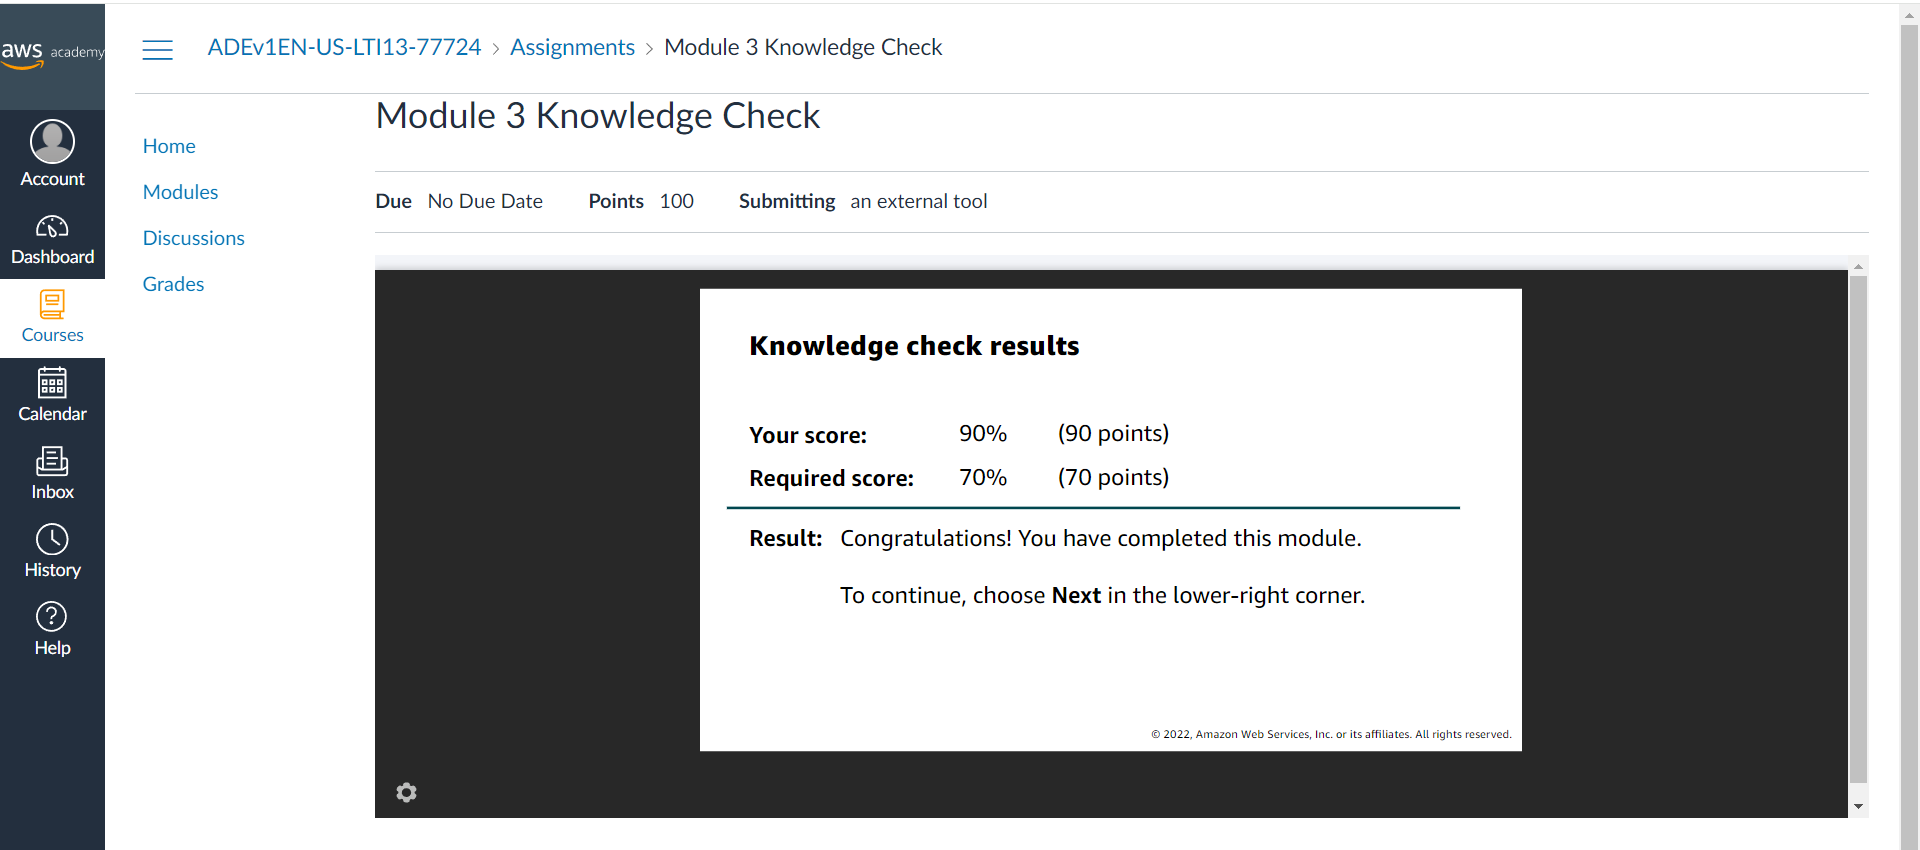 aws academy
ADEv1EN-US-LTI13-77724 > Assignments > Module 3 Knowledge Check
Account
Dashboard
Courses
Calendar
Inbox
History
Help
Home
Modules
Discussions
Grades
Module 3 Knowledge Check
Due No Due Date Points 100 Submitting an external tool
Knowledge check results
Your score: 90% (90 points)
Required score: 70% (70 points)
Result: Congratulations! You have completed this module.
To continue, choose Next in the lower-right corner.
© 2022, Amazon Web Services, Inc. or its affiliates. All rights reserved.